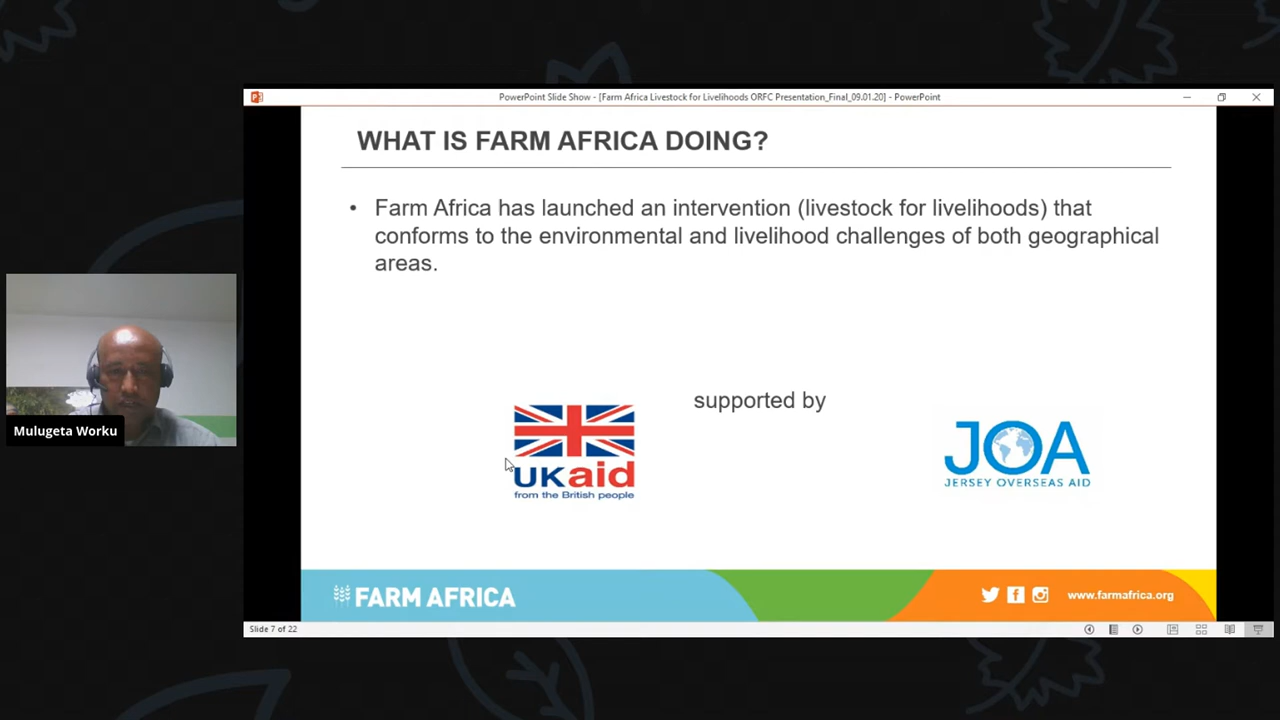 PowerPoint Slide Show - [Farm Africa Livestock for Livelihoods ORFC Presentation_Final_09.01.20] - PowerPoint
WHAT IS FARM AFRICA DOING?
• Farm Africa has launched an intervention (livestock for livelihoods) that
conforms to the environmental and livelihood challenges of both geographical
areas.
supported by
UKaid
from the British people
JOA
JERSEY OVERSEAS AID
Mulugeta Worku
FARM AFRICA
www.farmafrica.org
Slide 7 of 22